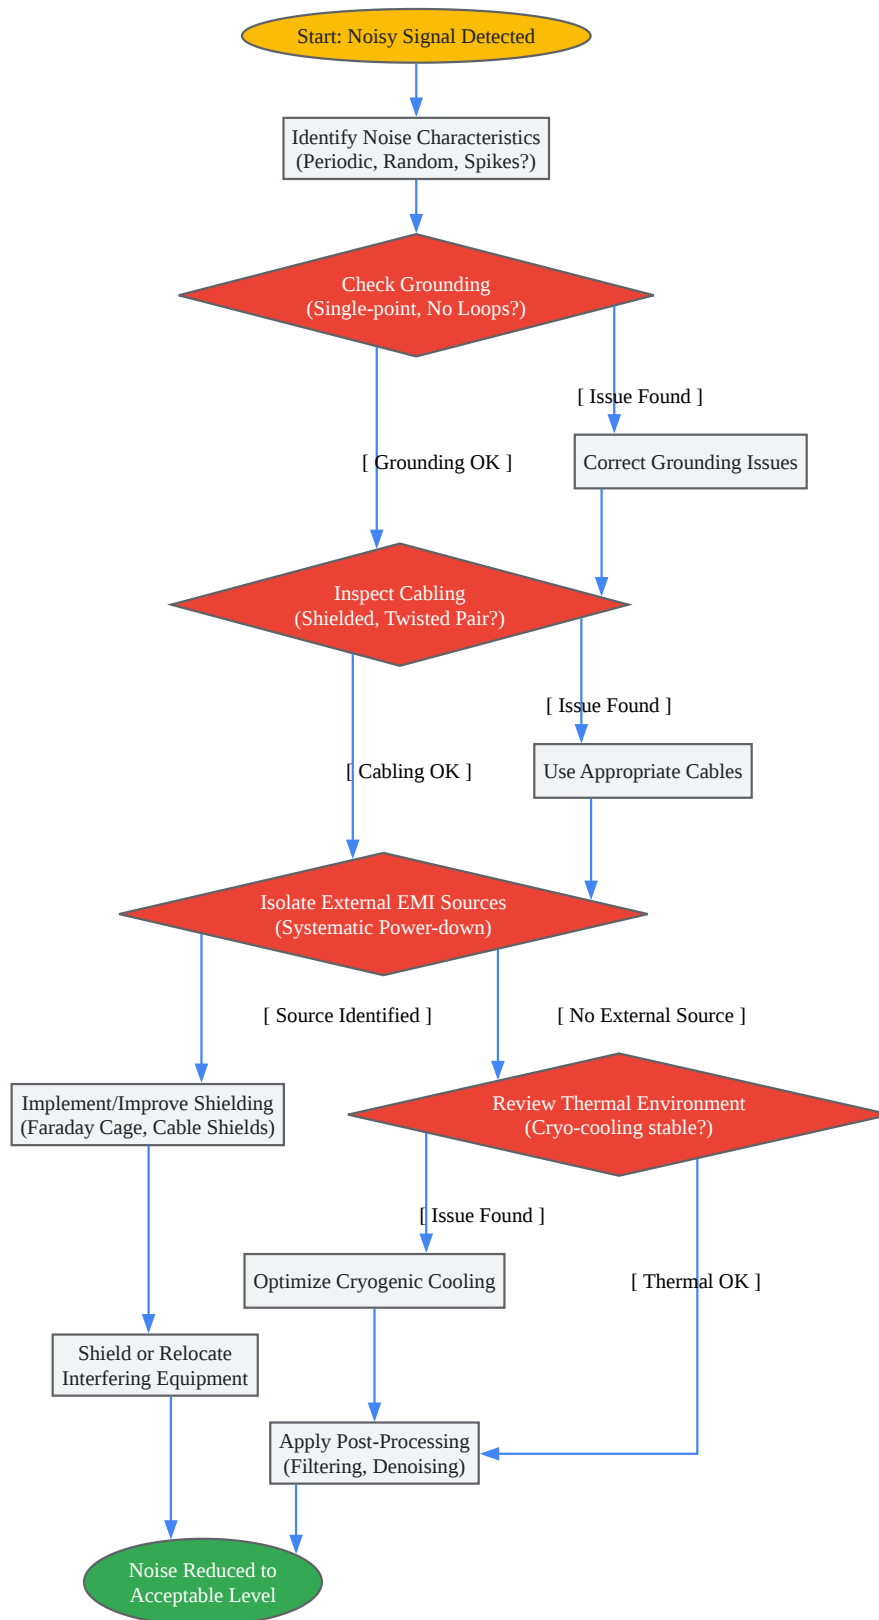 Start: Noisy Signal Detected
Identify Noise Characteristics
(Periodic, Random, Spikes?)
Check Grounding
(Single-point, No Loops?)
[ Issue Found ]
[ Grounding OK ]
Correct Grounding Issues
Inspect Cabling
(Shielded, Twisted Pair?)
[ Issue Found ]
[ Cabling OK ]
Use Appropriate Cables
Isolate External EMI Sources
(Systematic Power-down)
[ Source Identified ]
[ No External Source ]
Implement/Improve Shielding
(Faraday Cage, Cable Shields)
Review Thermal Environment
(Cryo-cooling stable?)
[ Issue Found ]
Optimize Cryogenic Cooling
[ Thermal OK ]
Shield or Relocate
Interfering Equipment
Apply Post-Processing
(Filtering, Denoising)
Noise Reduced to
Acceptable Level